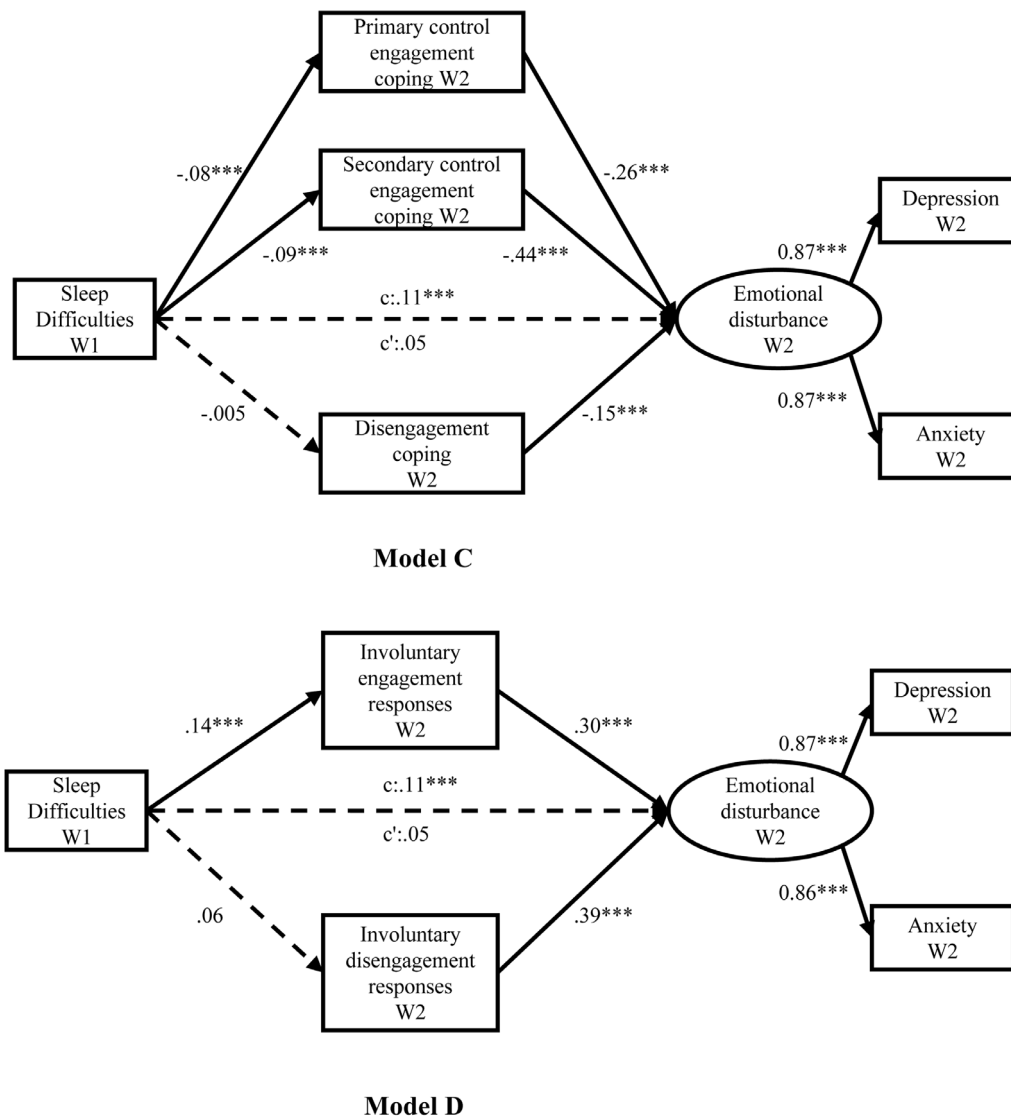 Primary control
engagement
coping W2
-.08***
-.26***
Secondary control
engagement
coping W2
Depression
W2
-.09***
-.44***
0.87***
Sleep
Difficulties
W1
c:.11***
c':.05
Emotional
disturbance
W2
-.005
-.15***
0.87***
Disengagement
coping
W2
Anxiety
W2
Model C
Involuntary
engagement
responses
W2
Depression
W2
.14***
.30***
0.87***
Sleep
Difficulties
W1
c:.11***
c':.05
Emotional
disturbance
W2
.06
.39***
0.86***
Involuntary
disengagement
responses
W2
Anxiety
W2
Model D